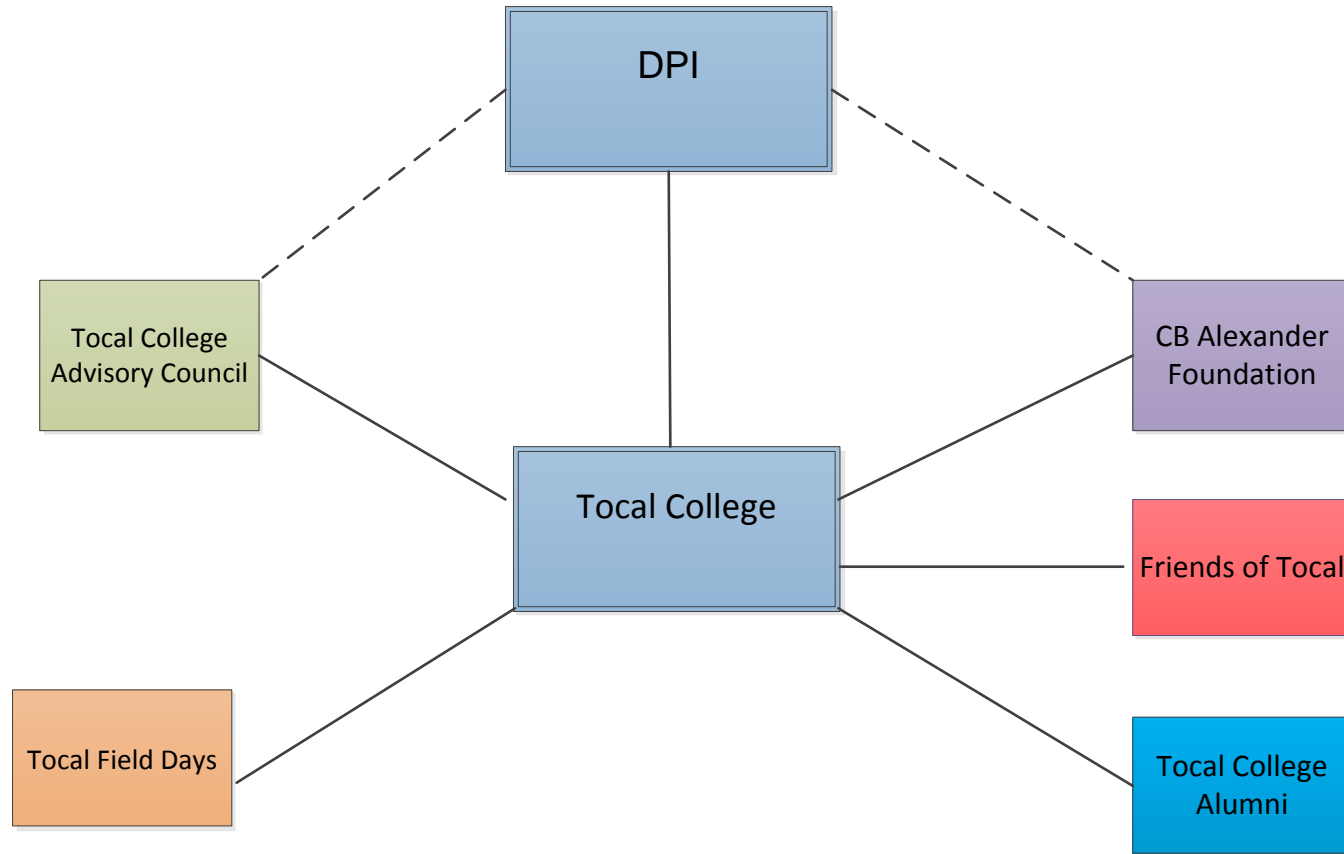 DPI
Tocal College
Advisory Council
CB Alexander
Foundation
Tocal College
Friends of Tocal
Tocal Field Days
Tocal College
Alumni